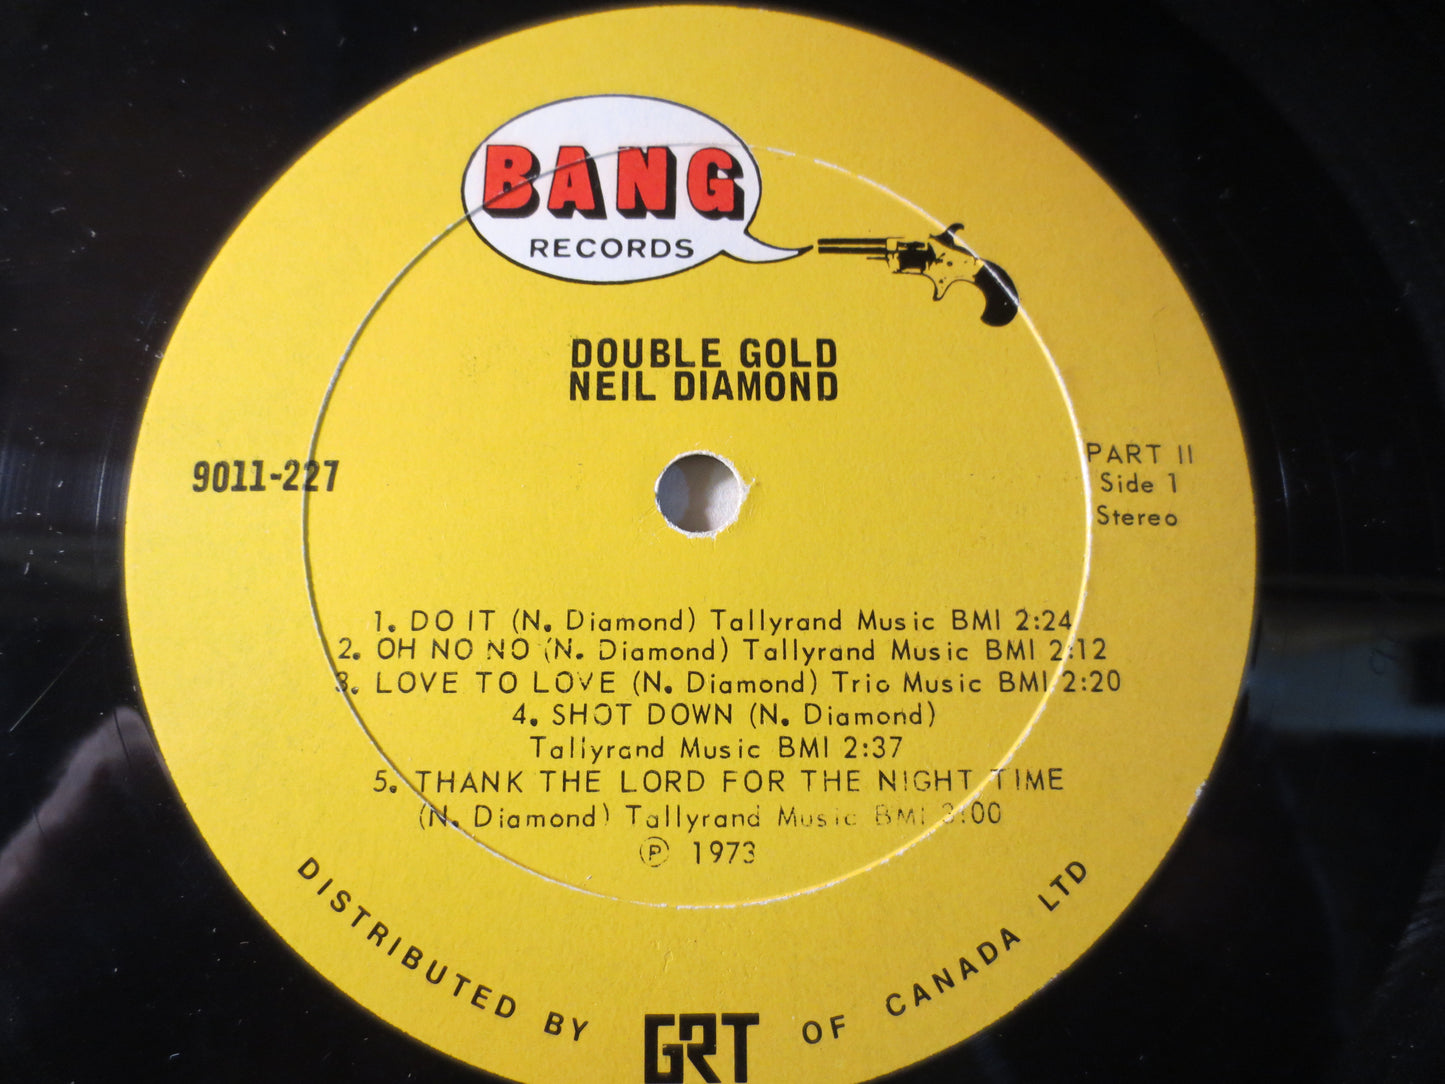 BANG
RECORDS
DOUBLE GOLD
NEIL DIAMOND
9011-227
PART II
Side 1
Stereo
1. DO IT (N. Diamond) Tallyrand Music BMI 2:24
2. OH NO NO (N. Diamond) Tallyrand Music BMI 2:12
3. LOVE TO LOVE (N. Diamond) Trio Music BMI 2:20
4. SHOT DOWN (N. Diamond)
Tallyrand Music BMI 2:37
5. THANK THE LORD FOR THE NIGHT TIME
(N. Diamond) Tallyrand Music BMI 3:00
Ⓟ 1973
DISTRIBUTED BY GRT OF CANADA LTD